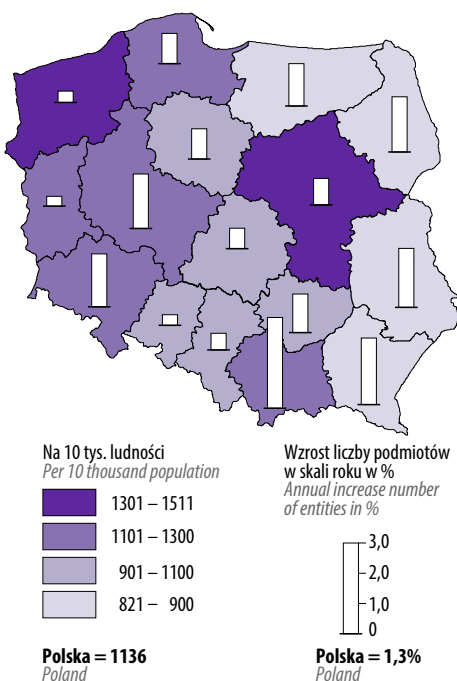 Na 10 tys. ludności
Per 10 thousand population
1301 – 1511
1101 – 1300
901 – 1100
821 – 900
Polska = 1136
Poland
Wzrost liczby podmiotów
w skali roku w %
Annual increase number
of entities in %
3,0
2,0
1,0
0
Polska = 1,3%
Poland